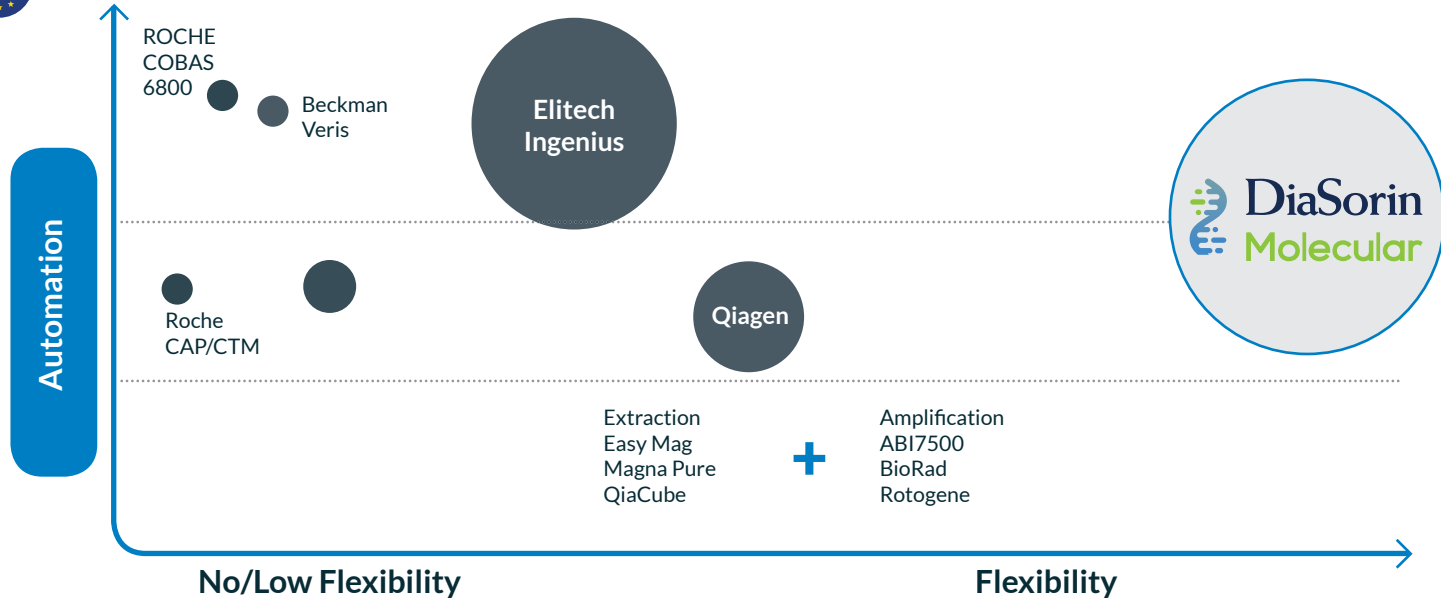 ROCHE
COBAS
6800
Beckman
Veris
Elitech
Ingenius
DiaSorin
Molecular
Automation
Roche
CAP/CTM
Qiagen
Extraction
Easy Mag
Magna Pure
QiaCube
+
Amplification
ABI7500
BioRad
Rotogene
No/Low Flexibility
Flexibility